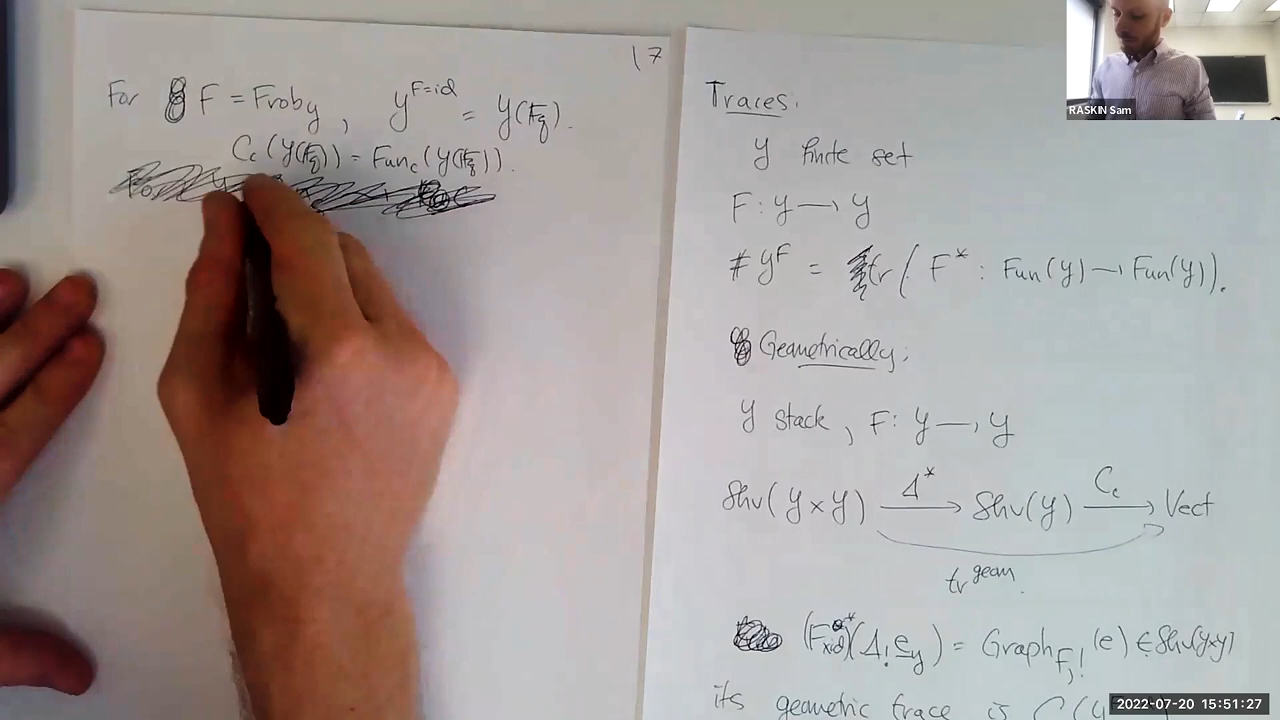 17
For F = Frob_y , y^{F=id} = y(F_q).
C_c(y(F_q)) = Fun_c(y(F_q)).
Traces.
y finite set
F: y → y
# y^F = tr( F* : Fun(y) → Fun(y)).
Geometrically:
y stack , F: y → y
Shv(y × y) →^{Δ*} Shv(y) →^{C_c} Vect
tr^{geom}.
(F×id)*(Δ_! e_y) = Graph_{F,!}(e) ∈ Shv(y×y)
its geometric trace is
RASKIN Sam
2022-07-20 15:51:27